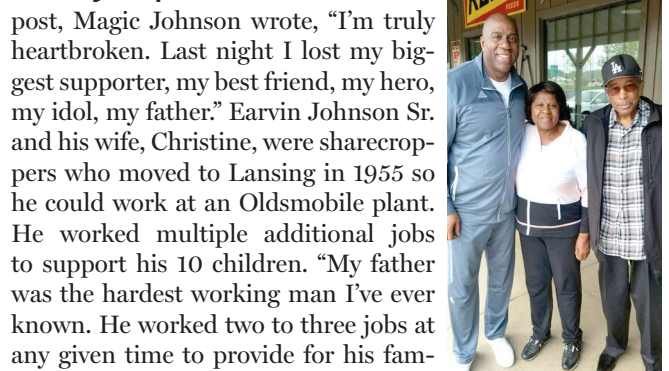 post, Magic Johnson wrote, “I’m truly
heartbroken. Last night I lost my big-
gest supporter, my best friend, my hero,
my idol, my father.” Earvin Johnson Sr.
and his wife, Christine, were sharecrop-
pers who moved to Lansing in 1955 so
he could work at an Oldsmobile plant.
He worked multiple additional jobs
to support his 10 children. “My father
was the hardest working man I’ve ever
known. He worked two to three jobs at
any given time to provide for his fam-
FEEDS
LA